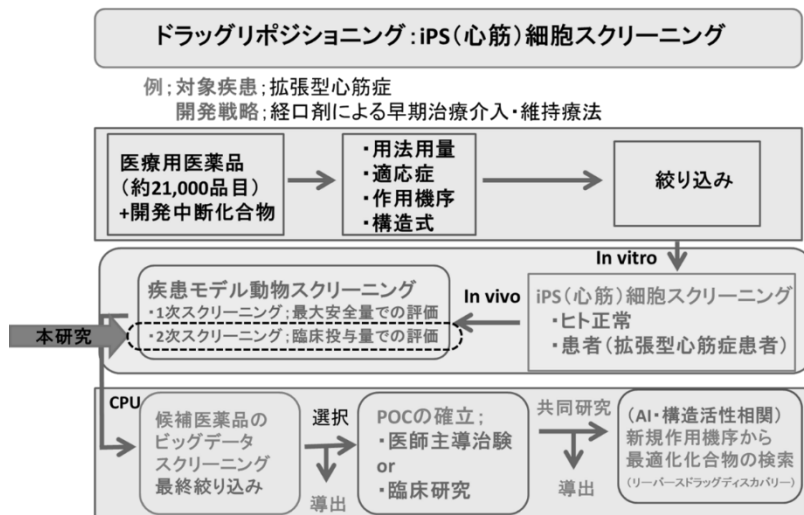 ドラッグリポジショニング：iPS（心筋）細胞スクリーニング
例；対象疾患；拡張型心筋症
開発戦略；経口剤による早期治療介入・維持療法
医療用医薬品
（約21,000品目）
+開発中断化合物
・用法用量
・適応症
・作用機序
・構造式
絞り込み
In vitro
疾患モデル動物スクリーニング
・1次スクリーニング；最大安全量での評価
・2次スクリーニング；臨床投与量での評価
In vivo
iPS（心筋）細胞スクリーニング
・ヒト正常
・患者（拡張型心筋症患者）
本研究
CPU
候補医薬品の
ビッグデータ
スクリーニング
最終絞り込み
選択
導出
POCの確立；
・医師主導治験
or
・臨床研究
共同研究
導出
（AI・構造活性相関）
新規作用機序から
最適化化合物の検索
（リーバースドラッグディスカバリー）